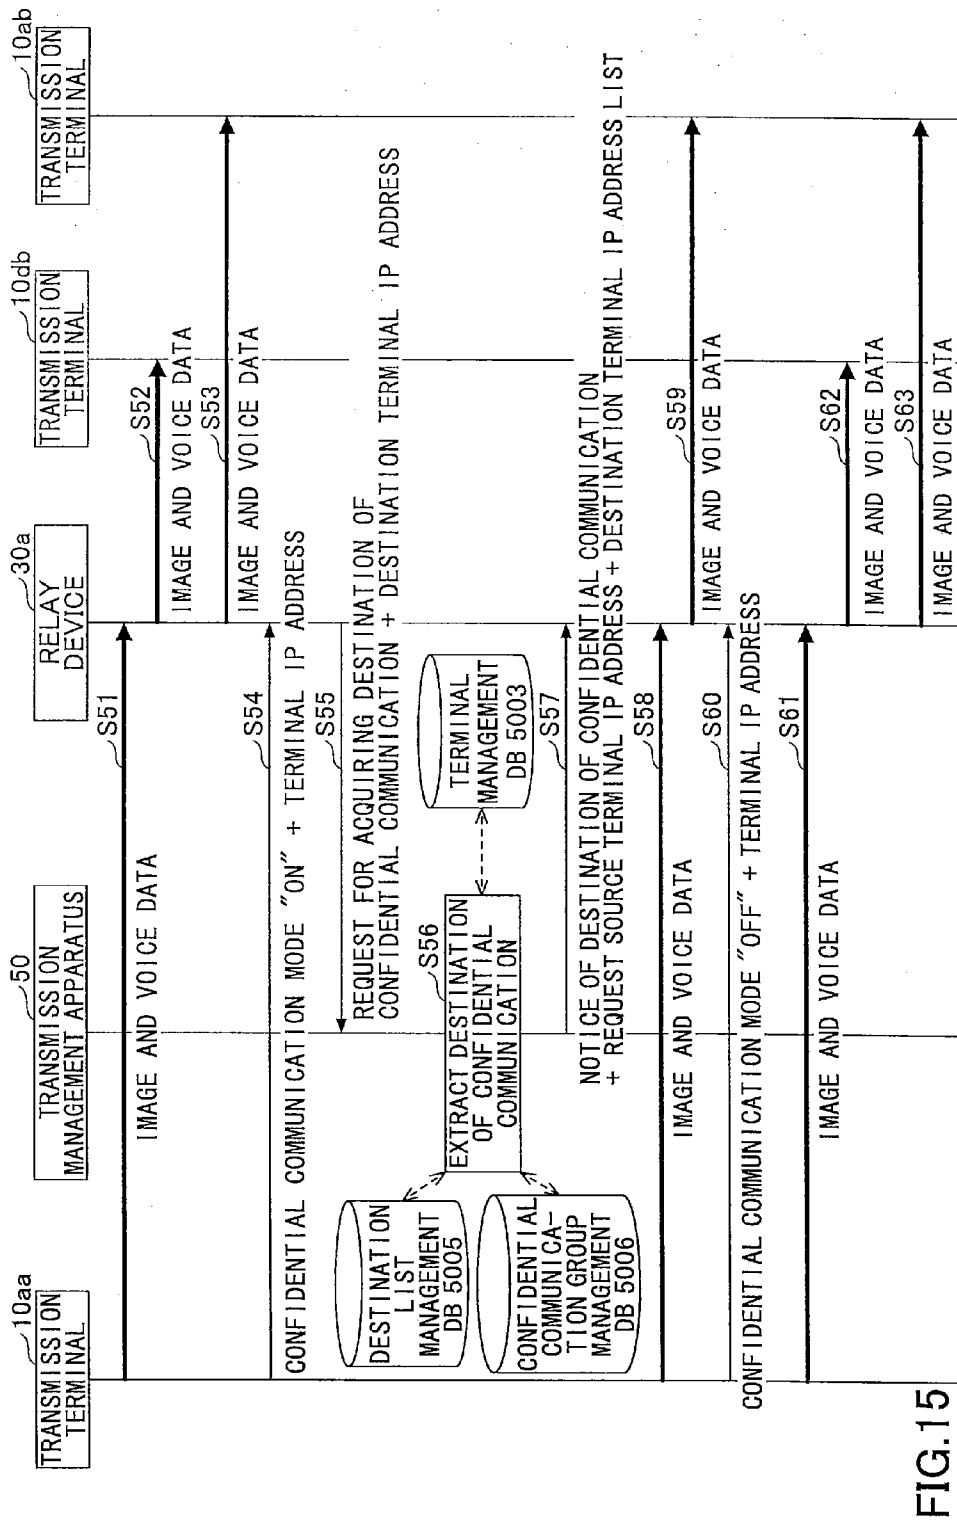 10aa
TRANSMISSION
TERMINAL
50
TRANSMISSION
MANAGEMENT APPARATUS
30a
RELAY
DEVICE
10db
TRANSMISSION
TERMINAL
10ab
TRANSMISSION
TERMINAL
S51
IMAGE AND VOICE DATA
S52
IMAGE AND VOICE DATA
S53
IMAGE AND VOICE DATA
S54
CONFIDENTIAL COMMUNICATION MODE "ON" + TERMINAL IP ADDRESS
S55
REQUEST FOR ACQUIRING DESTINATION OF
CONFIDENTIAL COMMUNICATION + DESTINATION TERMINAL IP ADDRESS
DESTINATION
LIST
MANAGEMENT
DB 5005
S56
EXTRACT DESTINATION
OF CONFIDENTIAL
COMMUNICATION
TERMINAL
MANAGEMENT
DB 5003
CONFIDENTIAL
COMMUNICA-
TION GROUP
MANAGEMENT
DB 5006
S57
NOTICE OF DESTINATION OF CONFIDENTIAL COMMUNICATION
+ REQUEST SOURCE TERMINAL IP ADDRESS + DESTINATION TERMINAL IP ADDRESS LIST
S58
IMAGE AND VOICE DATA
S59
IMAGE AND VOICE DATA
S60
CONFIDENTIAL COMMUNICATION MODE "OFF" + TERMINAL IP ADDRESS
S61
IMAGE AND VOICE DATA
S62
IMAGE AND VOICE DATA
S63
IMAGE AND VOICE DATA
FIG.15